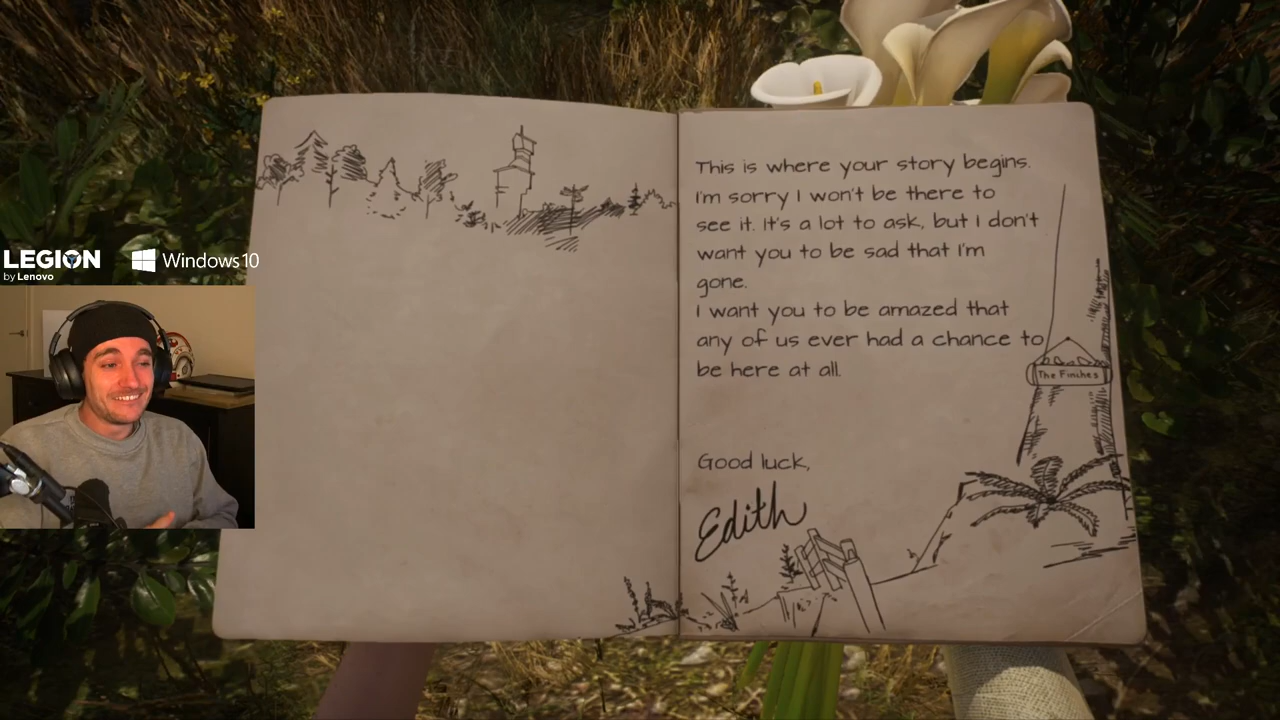 This is where your story begins.
I'm sorry I won't be there to
see it. It's a lot to ask, but I don't
want you to be sad that I'm
gone.
I want you to be amazed that
any of us ever had a chance to
be here at all.
The Finches
Good luck,
Edith
LEGION
by Lenovo
Windows 10